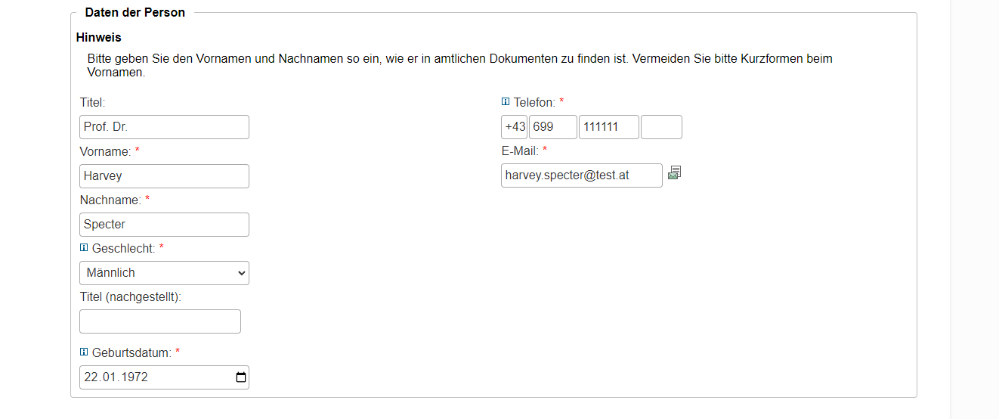 Daten der Person
Hinweis
Bitte geben Sie den Vornamen und Nachnamen so ein, wie er in amtlichen Dokumenten zu finden ist. Vermeiden Sie bitte Kurzformen beim
Vornamen.
Titel:
Prof. Dr.
Vorname: *
Harvey
Nachname: *
Specter
Geschlecht: *
Männlich
Titel (nachgestellt):
Geburtsdatum: *
22.01.1972
Telefon: *
+43 699 111111
E-Mail: *
harvey.specter@test.at